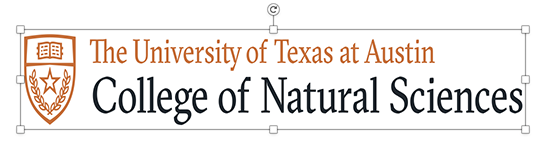 The University of Texas at Austin
College of Natural Sciences